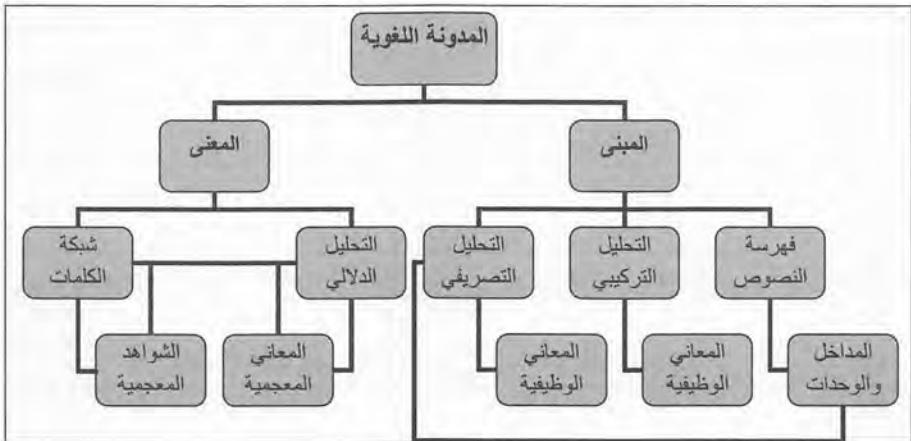 المدونة اللغوية
المبنى
المعنى
فهرسة
النصوص
التحليل
التركيبي
التحليل
التصريفي
التحليل
الدلالي
شبكة
الكلمات
المداخل
والوحدات
المعاني
الوظيفية
المعاني
الوظيفية
المعاني
المعجمية
الشواهد
المعجمية